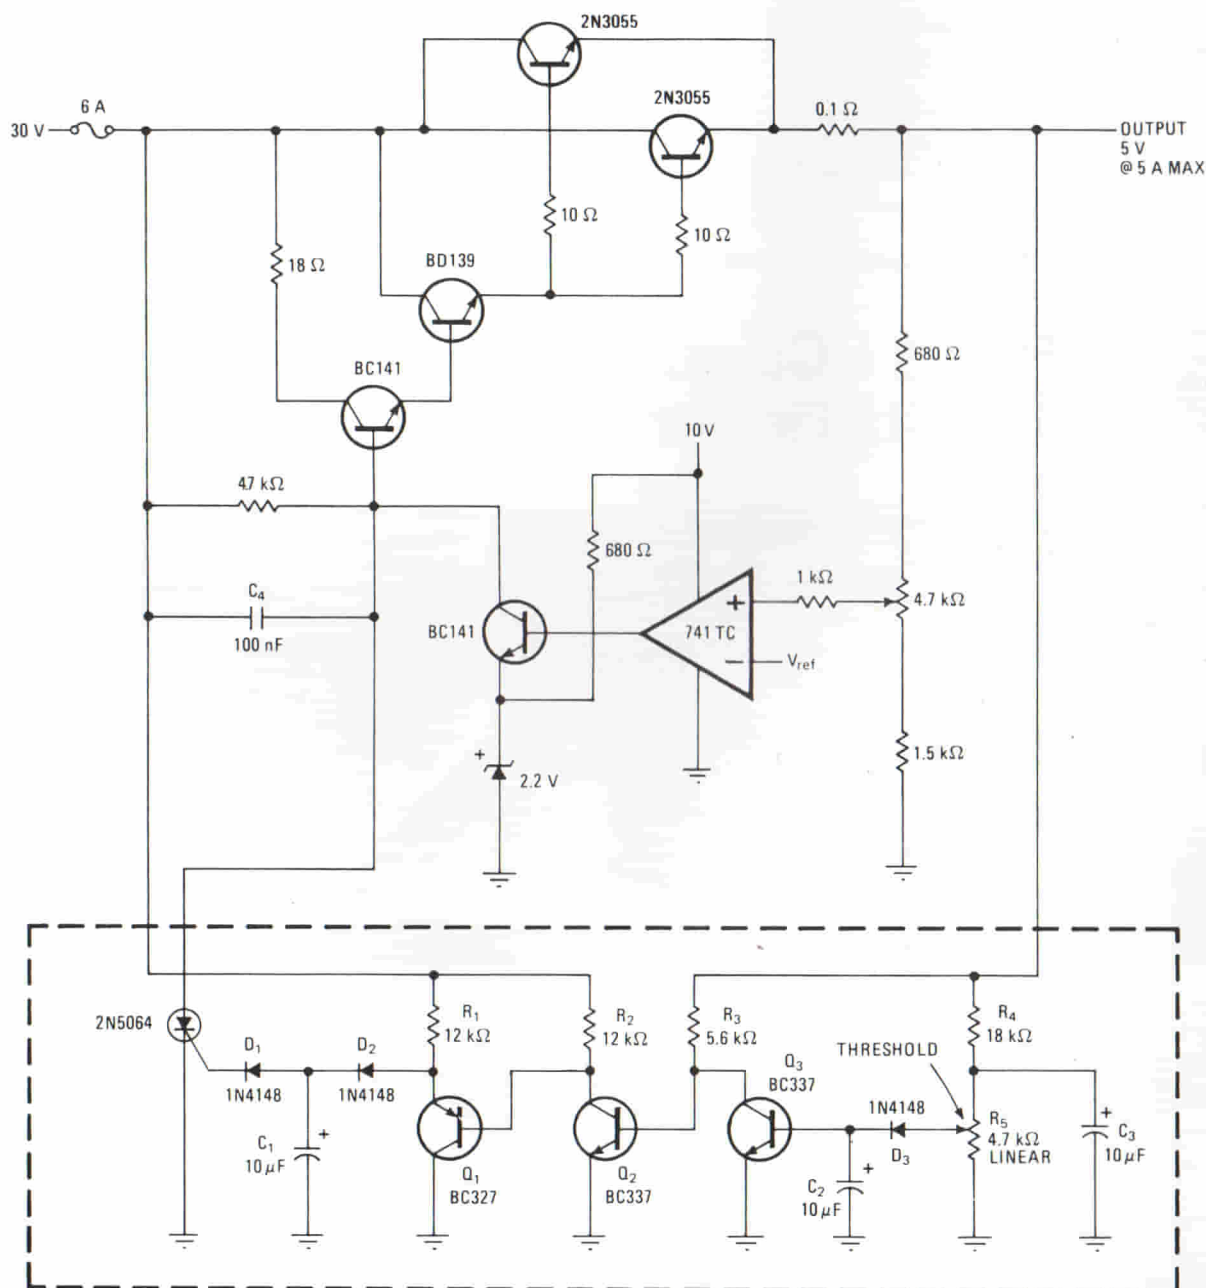 2N3055
6 A
2N3055
0.1 Ω
30 V
OUTPUT
5 V
@ 5 A MAX
10 Ω
10 Ω
18 Ω
BD139
680 Ω
BC141
10 V
4.7 kΩ
680 Ω
1 kΩ
4.7 kΩ
C4
100 nF
BC141
+
741 TC
−
Vref
+
2.2 V
1.5 kΩ
2N5064
R1
12 kΩ
R2
12 kΩ
R3
5.6 kΩ
R4
18 kΩ
D1
1N4148
D2
1N4148
THRESHOLD
Q3
BC337
1N4148
D3
R5
4.7 kΩ
LINEAR
+
C3
10 μF
C1
10 μF
+
Q1
BC327
Q2
BC337
C2
10 μF
+